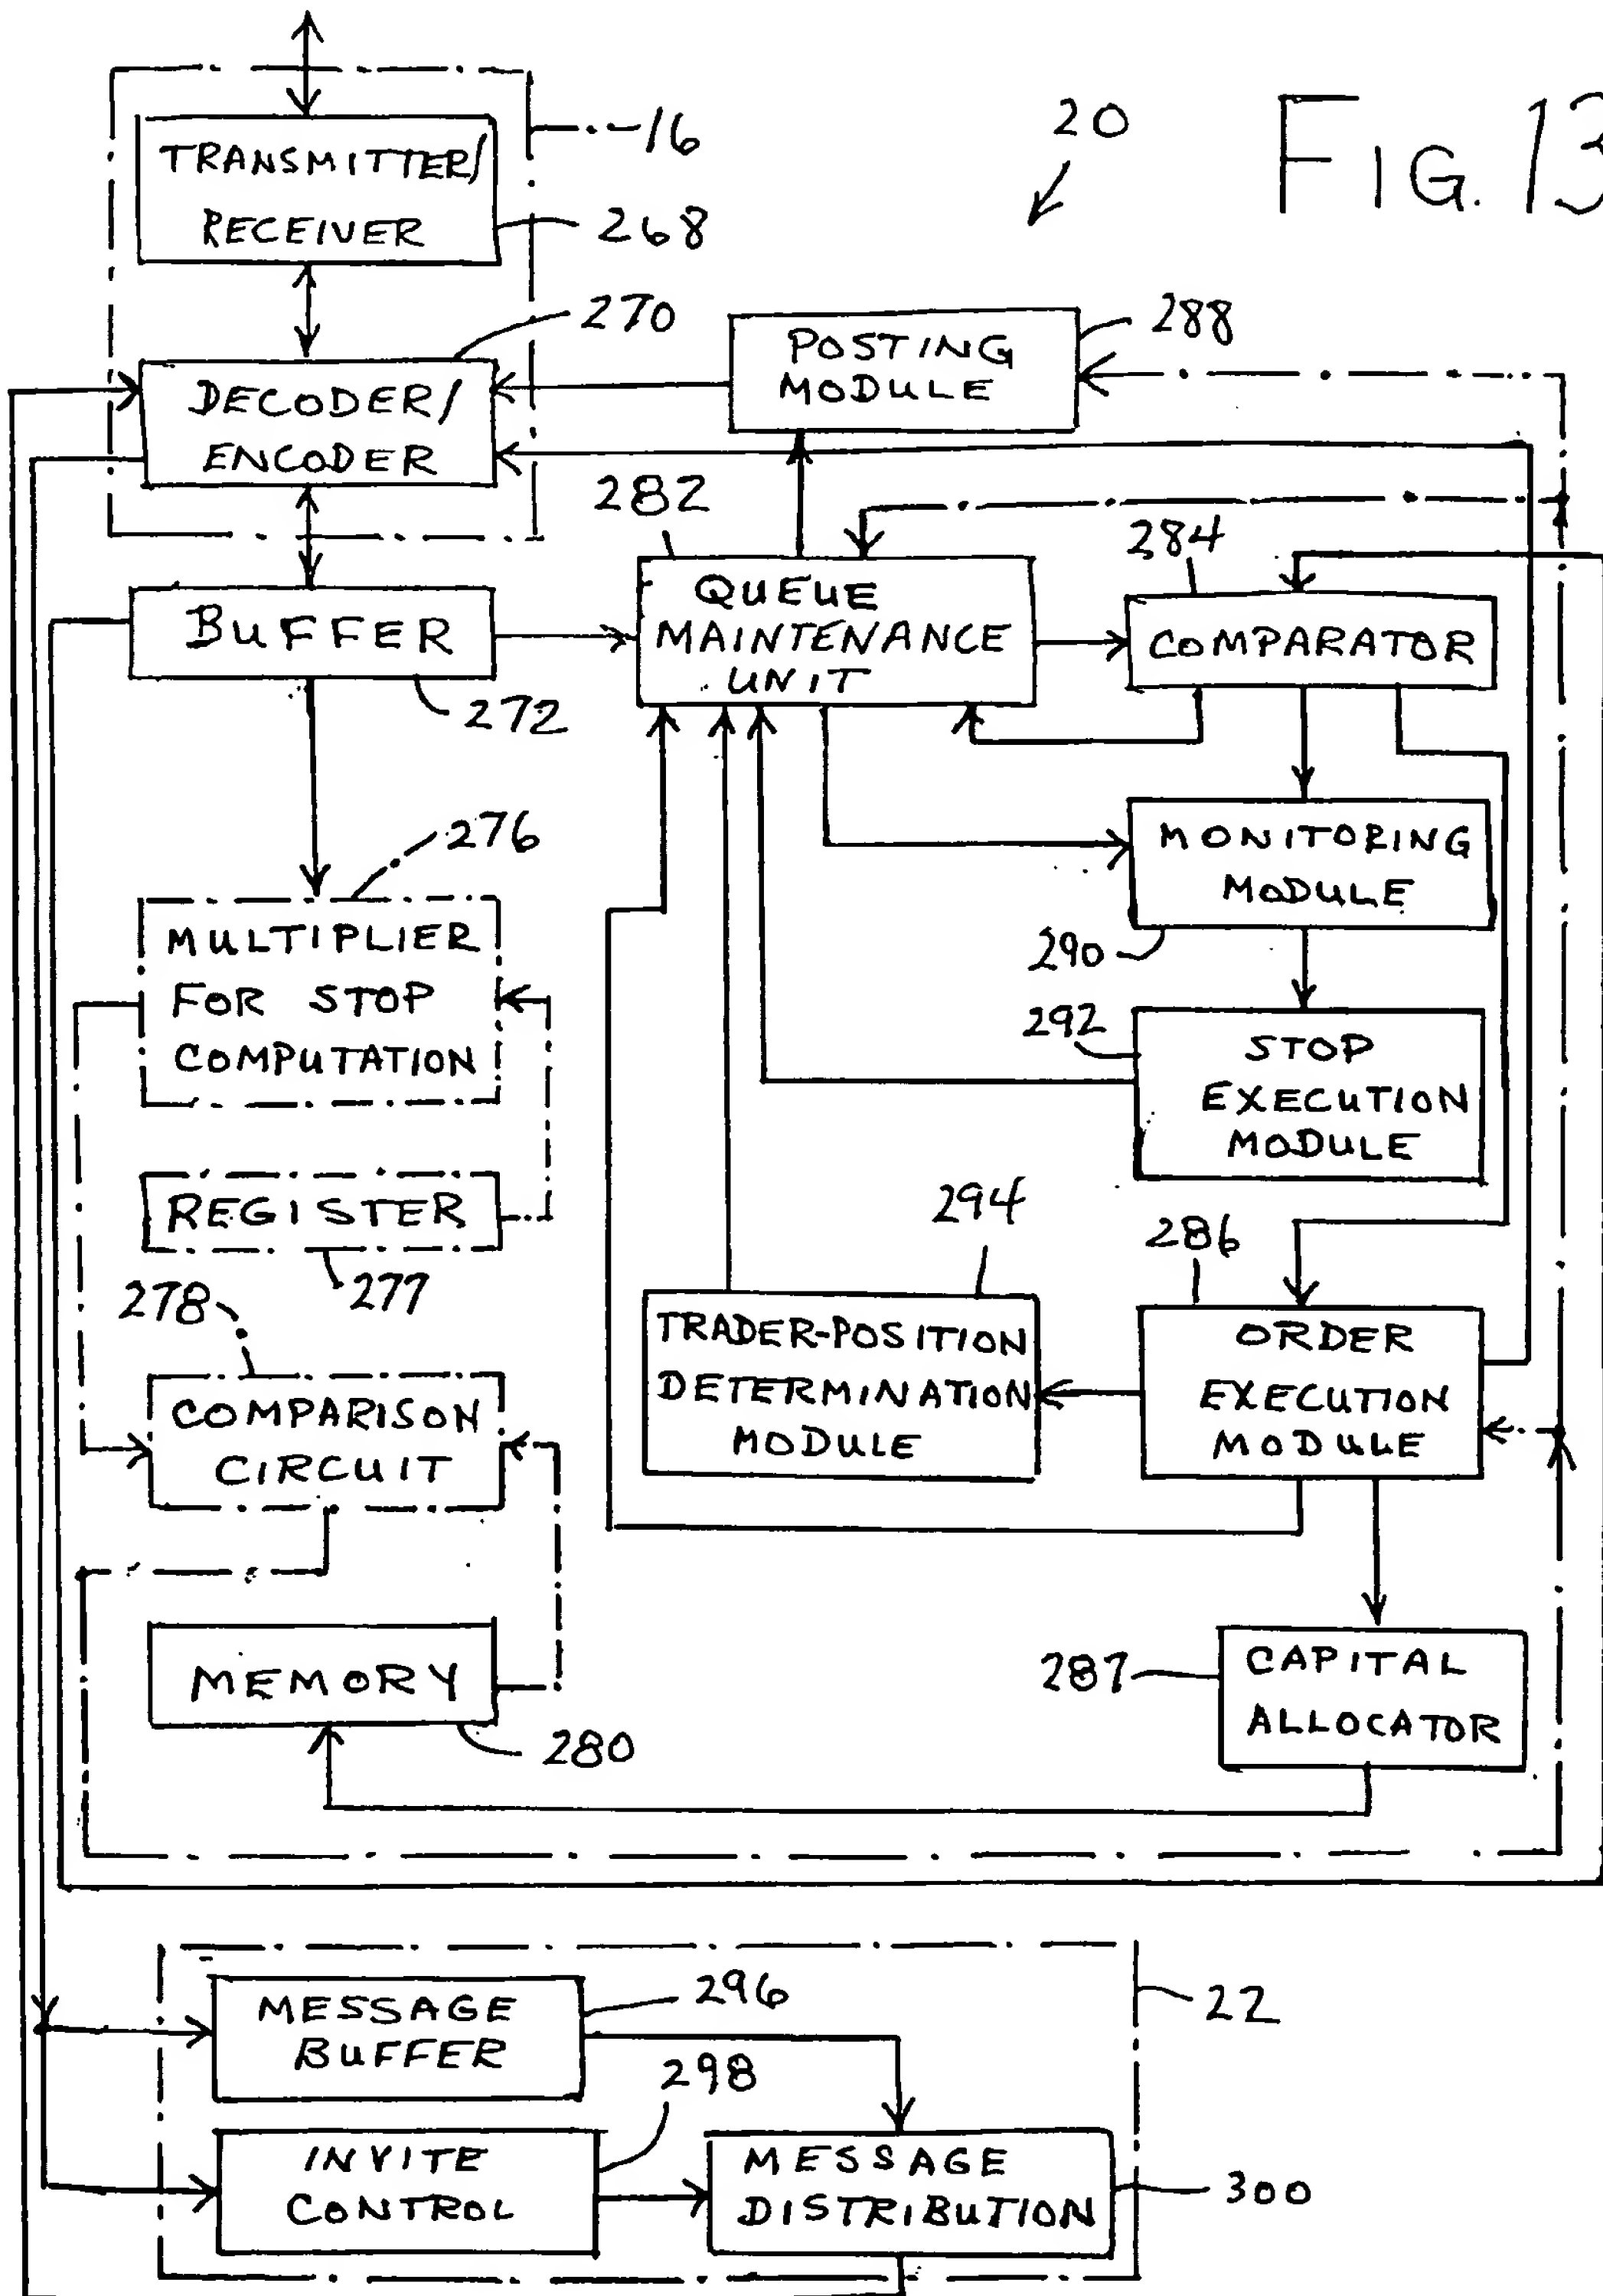 20
FIG. 13
16
TRANSMITTER/
RECEIVER
268
270
DECODER/
ENCODER
POSTING
MODULE
288
282
284
BUFFER
272
QUEUE
MAINTENANCE
UNIT
COMPARATOR
276
MULTIPLIER
FOR STOP
COMPUTATION
MONITORING
MODULE
290
292
STOP
EXECUTION
MODULE
REGISTER
277
294
286
278
COMPARISON
CIRCUIT
TRADER-POSITION
DETERMINATION
MODULE
ORDER
EXECUTION
MODULE
MEMORY
280
287
CAPITAL
ALLOCATOR
MESSAGE
BUFFER
296
22
298
INVITE
CONTROL
MESSAGE
DISTRIBUTION
300